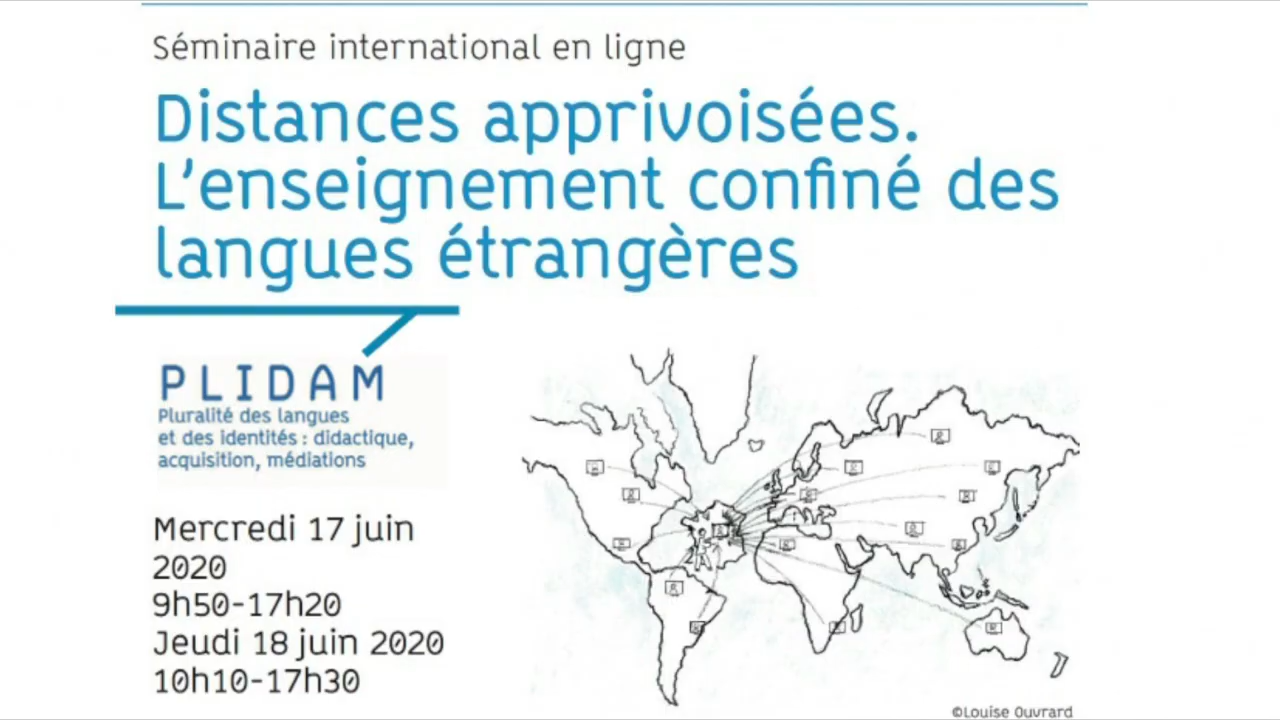 Séminaire international en ligne
Distances apprivoisées.
L'enseignement confiné des
langues étrangères
PLIDAM
Pluralité des langues
et des identités : didactique,
acquisition, médiations
Mercredi 17 juin
2020
9h50-17h20
Jeudi 18 juin 2020
10h10-17h30
©Louise Ouvrard